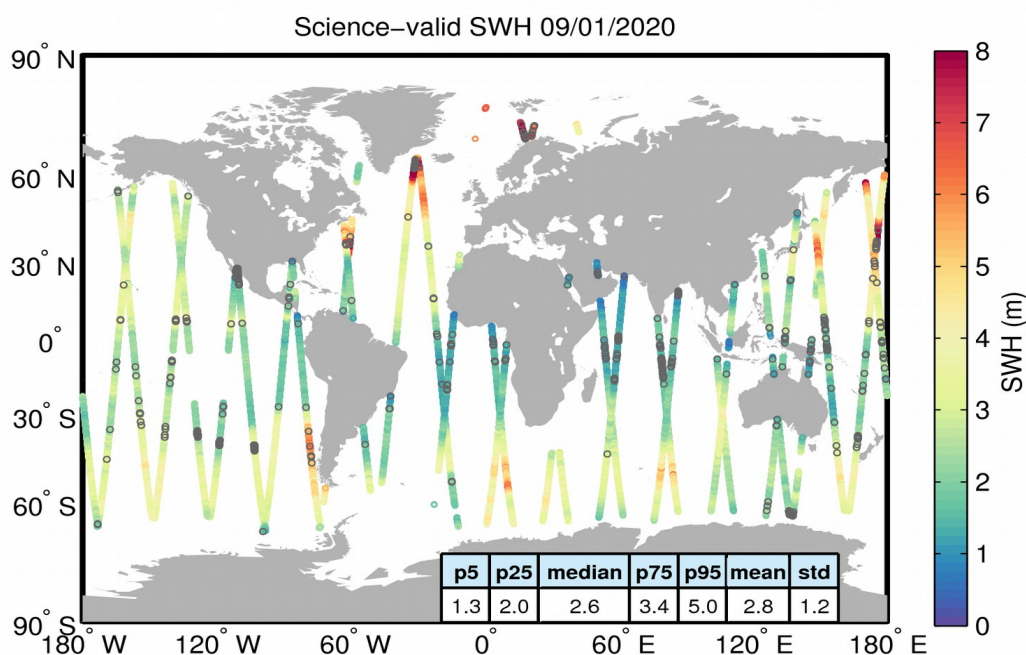 Science−valid SWH 09/01/2020
90° N
60° N
30° N
0°
30° S
60° S
90° S
180° W
120° W
60° W
0°
60° E
120° E
180° E
p5 p25 median p75 p95 mean std
1.3 2.0 2.6 3.4 5.0 2.8 1.2
8
7
6
5
4
3
2
1
0
SWH (m)